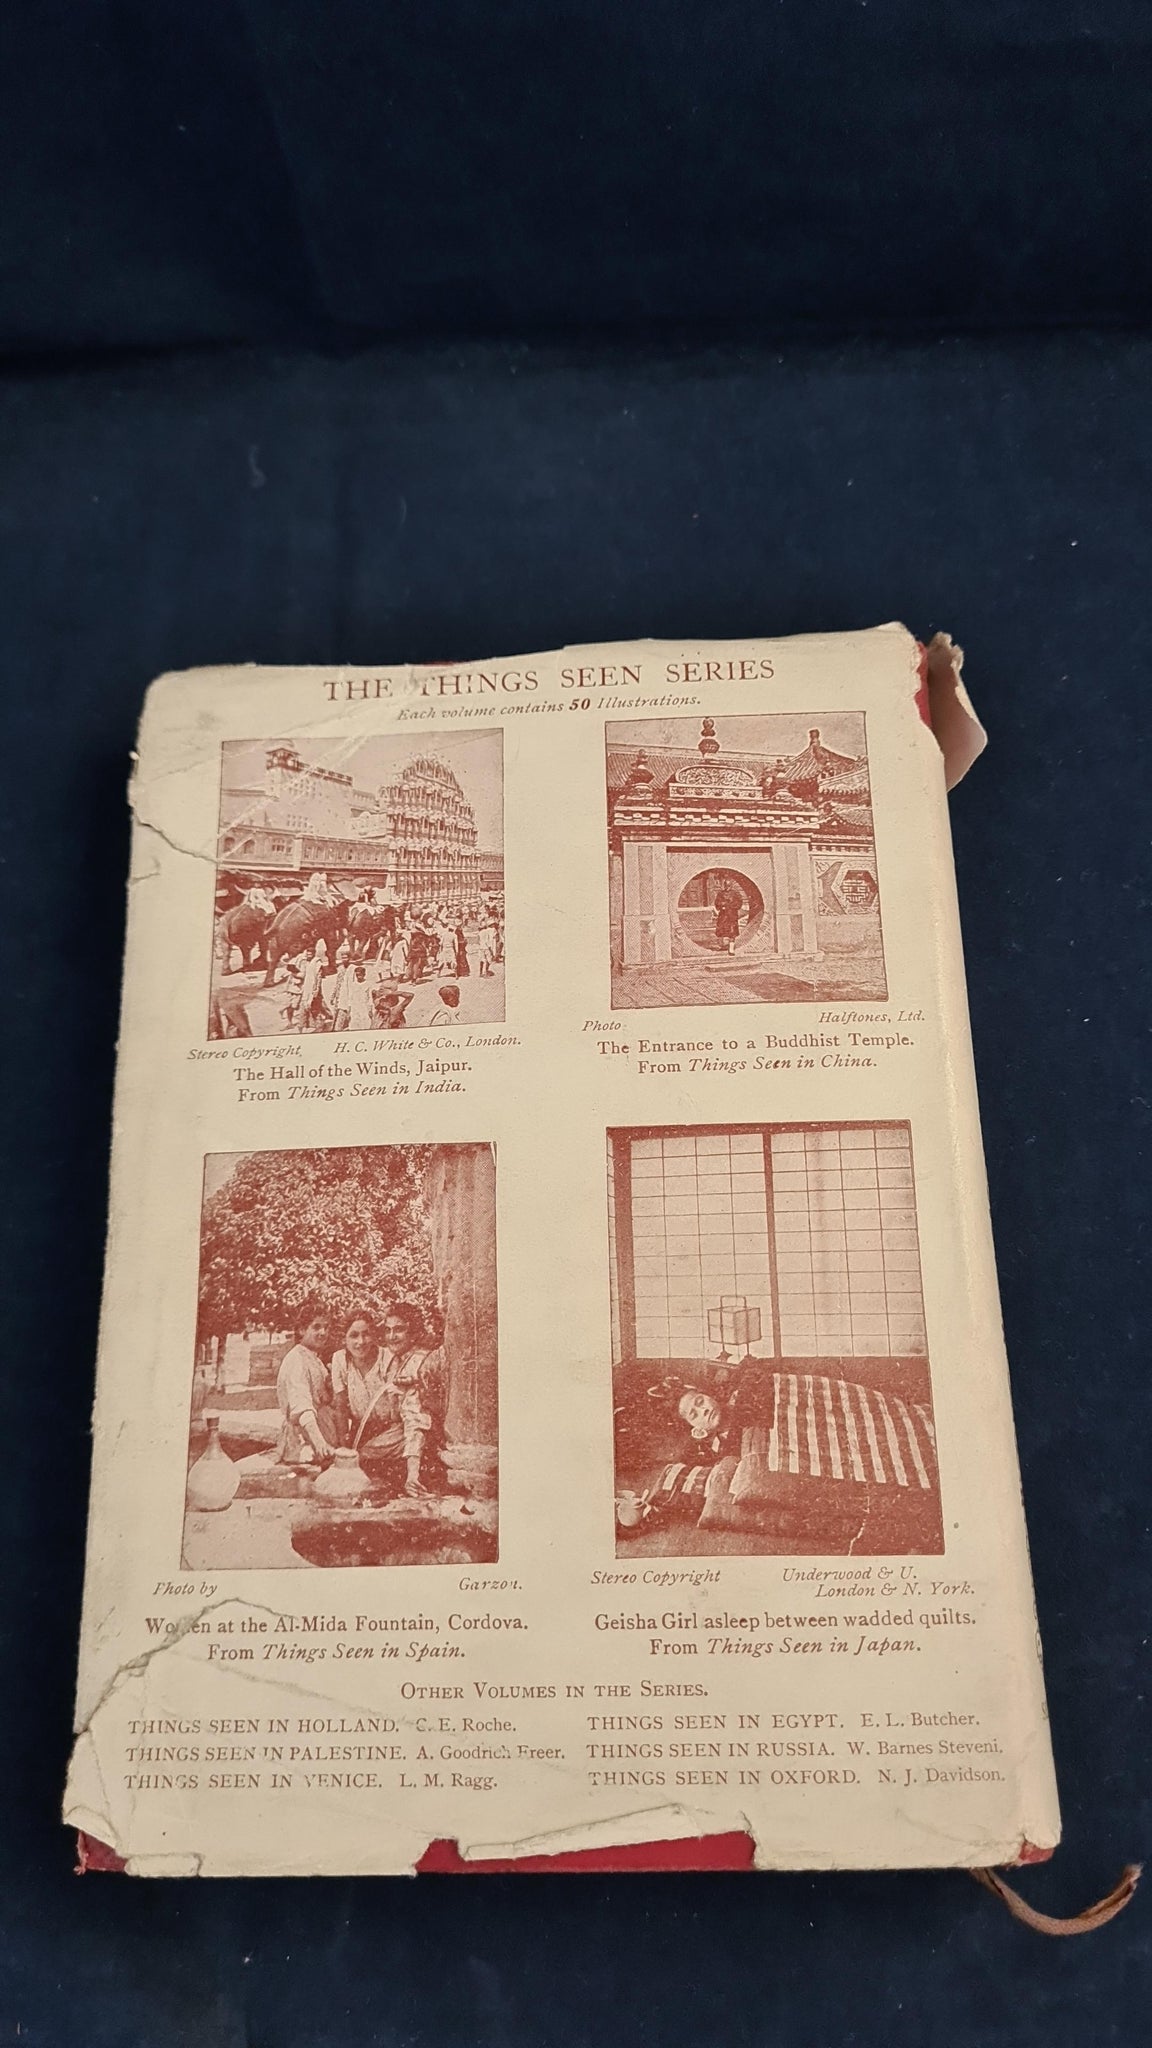 THE THINGS SEEN SERIES
Each volume contains 50 Illustrations.
Stereo Copyright, H. C. White & Co., London.
The Hall of the Winds, Jaipur.
From Things Seen in India.
Photo Halftones, Ltd.
The Entrance to a Buddhist Temple.
From Things Seen in China.
Photo by Garzon.
Women at the Al-Mida Fountain, Cordova.
From Things Seen in Spain.
Stereo Copyright Underwood & U.
London & N. York.
Geisha Girl asleep between wadded quilts.
From Things Seen in Japan.
OTHER VOLUMES IN THE SERIES.
THINGS SEEN IN HOLLAND. C. E. Roche.
THINGS SEEN IN PALESTINE. A. Goodrich Freer.
THINGS SEEN IN VENICE. L. M. Ragg.
THINGS SEEN IN EGYPT. E. L. Butcher.
THINGS SEEN IN RUSSIA. W. Barnes Steveni.
THINGS SEEN IN OXFORD. N. J. Davidson.